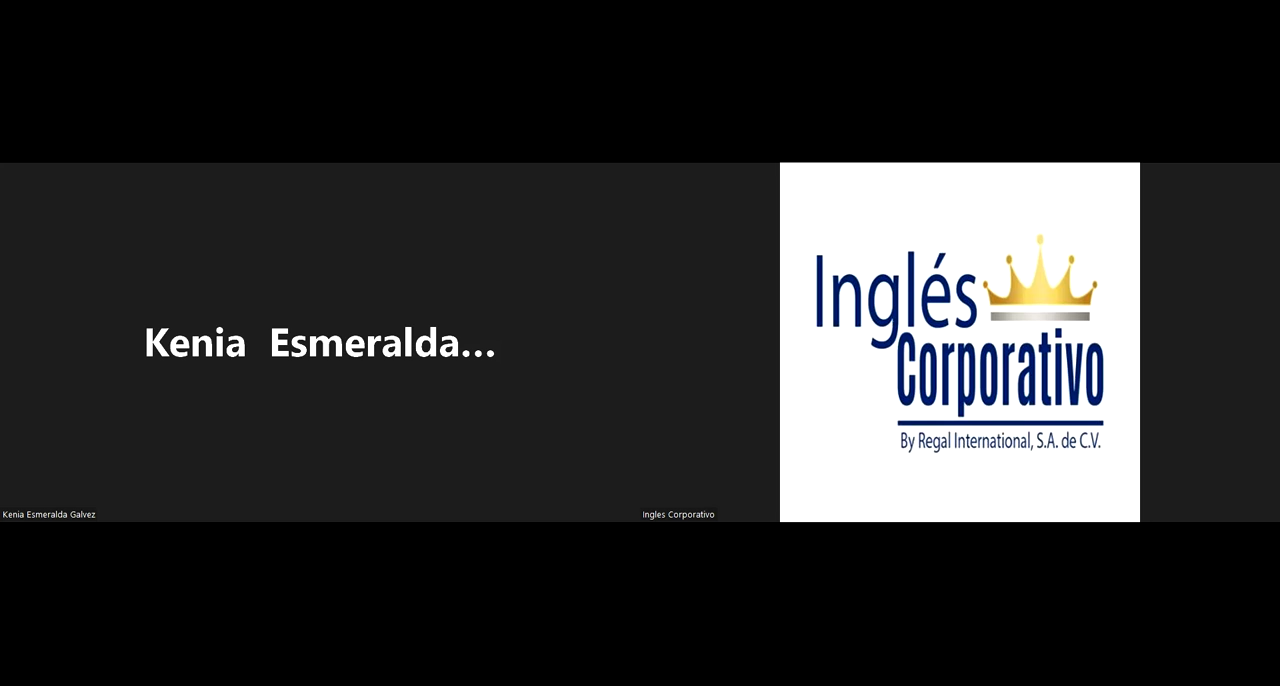 Kenia Esmeralda...
Kenia Esmeralda Galvez
Inglés
Corporativo
By Regal International, S.A. de C.V.
Ingles Corporativo